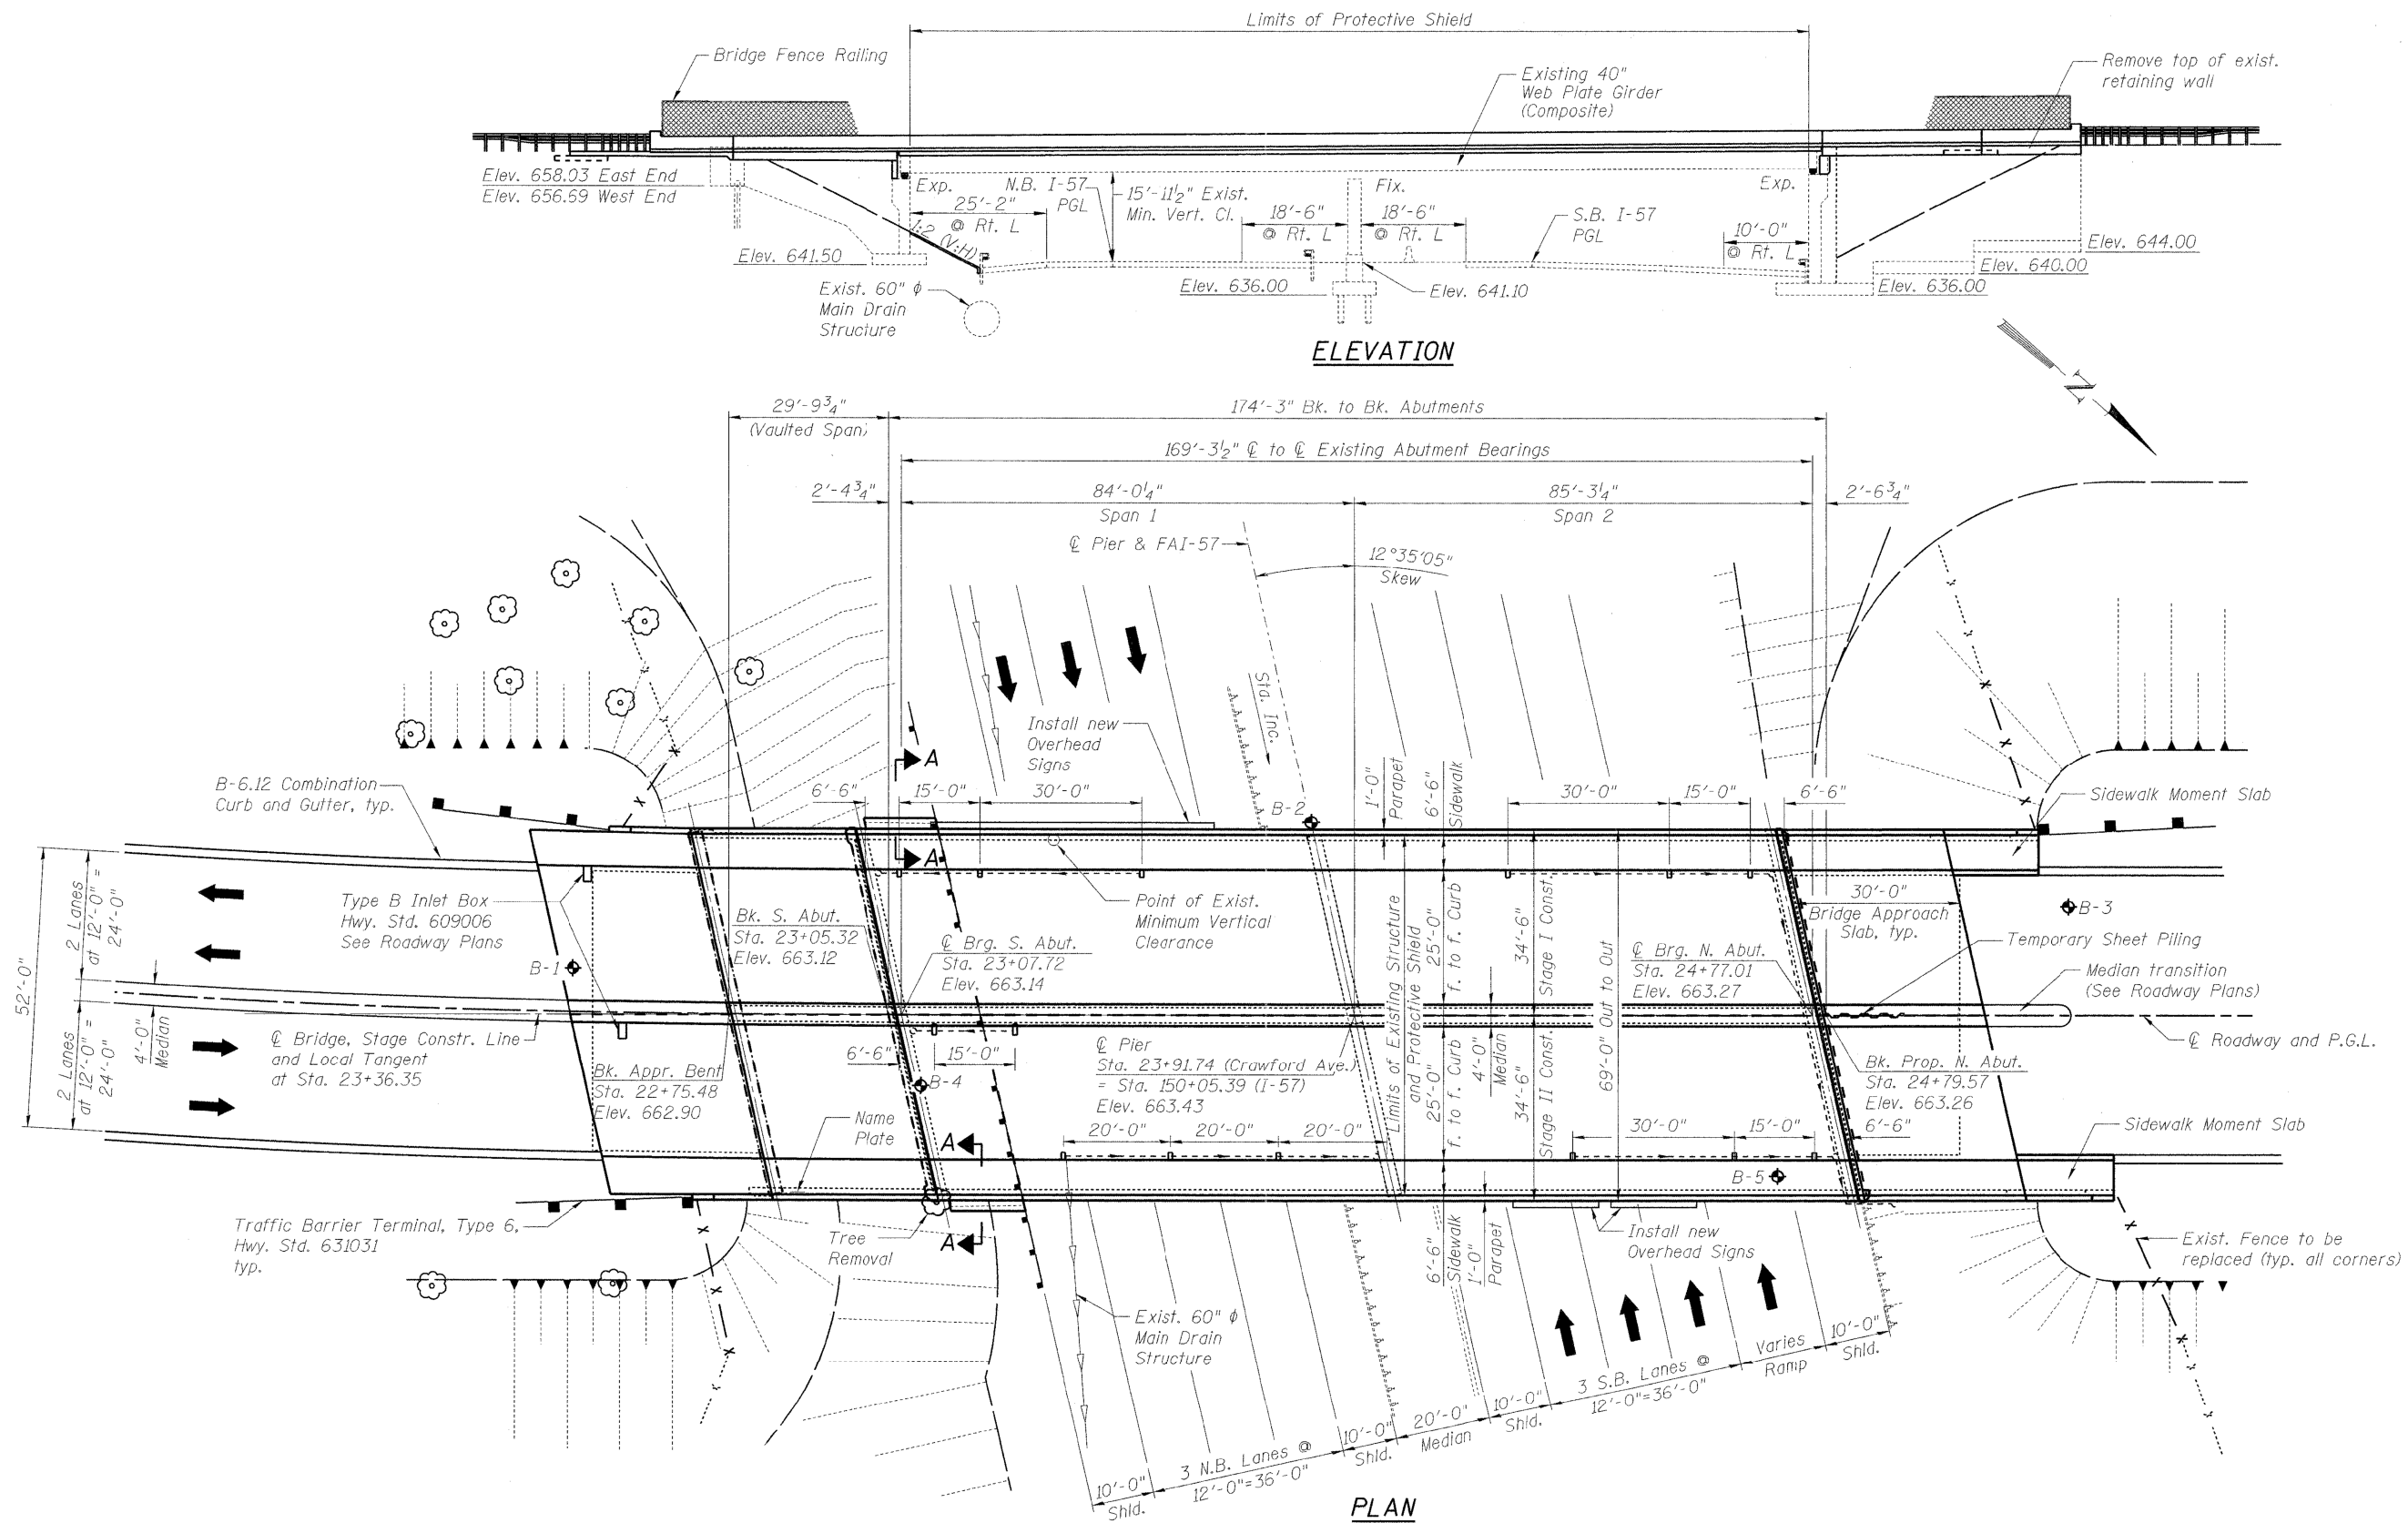 Limits of Protective Shield
Bridge Fence Railing
Existing 40"
Web Plate Girder
(Composite)
Remove top of exist.
retaining wall
Elev. 658.03 East End
Elev. 656.69 West End
Exp.
N.B. I-57
PGL
15'-11½" Exist.
Min. Vert. Cl.
Fix.
Exp.
25'-2"
@ Rt. L
18'-6"
@ Rt. L
18'-6"
@ Rt. L
S.B. I-57
PGL
10'-0"
@ Rt. L
1:2 (V:H)
Elev. 641.50
Elev. 644.00
Elev. 640.00
Elev. 636.00
Elev. 636.00
Elev. 641.10
Exist. 60" ϕ
Main Drain
Structure
ELEVATION
N
29'-9¾"
(Vaulted Span)
174'-3" Bk. to Bk. Abutments
169'-3½" ℄ to ℄ Existing Abutment Bearings
2'-4¾"
84'-0¼"
Span 1
85'-3¼"
Span 2
2'-6¾"
℄ Pier & FAI-57
12°35'05"
Skew
Sta. Inc.
Install new
Overhead
Signs
A
A
B-6.12 Combination
Curb and Gutter, typ.
6'-6"
15'-0"
30'-0"
B-2
1'-0"
Parapet
6'-6"
Sidewalk
30'-0"
15'-0"
6'-6"
Sidewalk Moment Slab
52'-0"
2 Lanes
at 12'-0" =
24'-0"
4'-0"
Median
2 Lanes
at 12'-0" =
24'-0"
Type B Inlet Box
Hwy. Std. 609006
See Roadway Plans
B-1
Bk. S. Abut.
Sta. 23+05.32
Elev. 663.12
℄ Brg. S. Abut.
Sta. 23+07.72
Elev. 663.14
Point of Exist.
Minimum Vertical
Clearance
Limits of Existing Structure
and Protective Shield
25'-0"
f. to f. Curb
25'-0"
f. to f. Curb
4'-0"
Median
34'-6"
Stage I Const.
34'-6"
Stage II Const.
69'-0" Out to Out
℄ Brg. N. Abut.
Sta. 24+77.01
Elev. 663.27
30'-0"
Bridge Approach
Slab, typ.
B-3
Temporary Sheet Piling
Median transition
(See Roadway Plans)
℄ Roadway and P.G.L.
℄ Bridge, Stage Constr. Line
and Local Tangent
at Sta. 23+36.35
Bk. Appr. Bent
Sta. 22+75.48
Elev. 662.90
6'-6"
15'-0"
B-4
℄ Pier
Sta. 23+91.74 (Crawford Ave.)
= Sta. 150+05.39 (I-57)
Elev. 663.43
Bk. Prop. N. Abut.
Sta. 24+79.57
Elev. 663.26
Name
Plate
A
A
20'-0"
20'-0"
20'-0"
30'-0"
15'-0"
6'-6"
Sidewalk Moment Slab
B-5
Traffic Barrier Terminal, Type 6,
Hwy. Std. 631031
typ.
Tree
Removal
6'-6"
Sidewalk
1'-0"
Parapet
Install new
Overhead Signs
Exist. Fence to be
replaced (typ. all corners)
Exist. 60" ϕ
Main Drain
Structure
10'-0"
Shld.
3 N.B. Lanes @
12'-0"=36'-0"
10'-0"
Shld.
20'-0"
Median
10'-0"
Shld.
3 S.B. Lanes @
12'-0"=36'-0"
Varies
Ramp
10'-0"
Shld.
PLAN